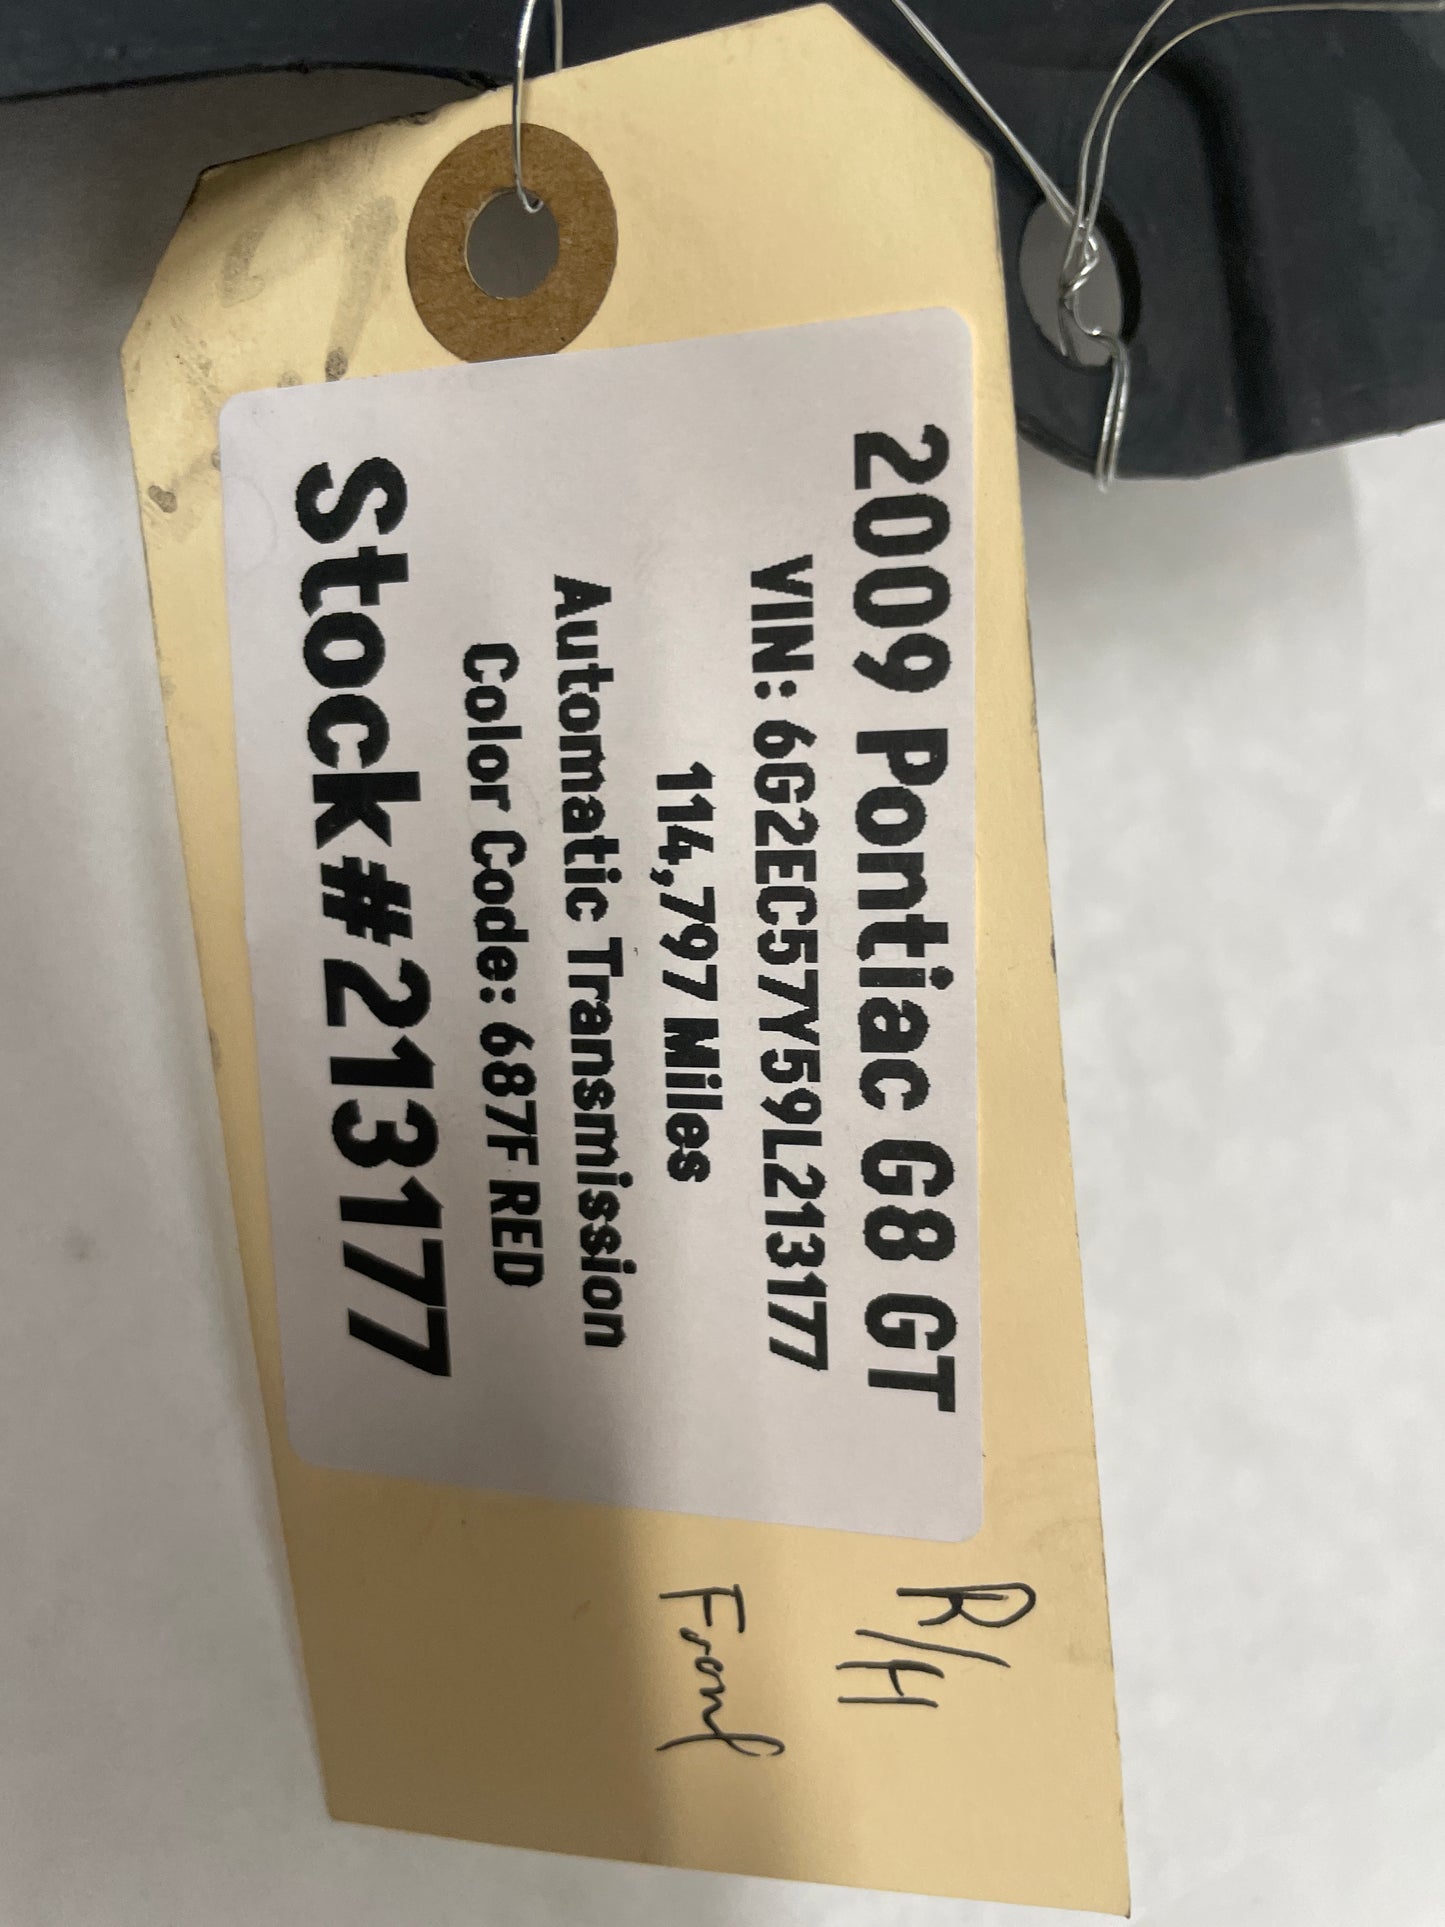 2009 Pontiac G8 GT
VIN: 6G2EC57Y59L213177
114,797 Miles
Automatic Transmission
Color Code: 687F RED
Stock#213177
R/H
Front